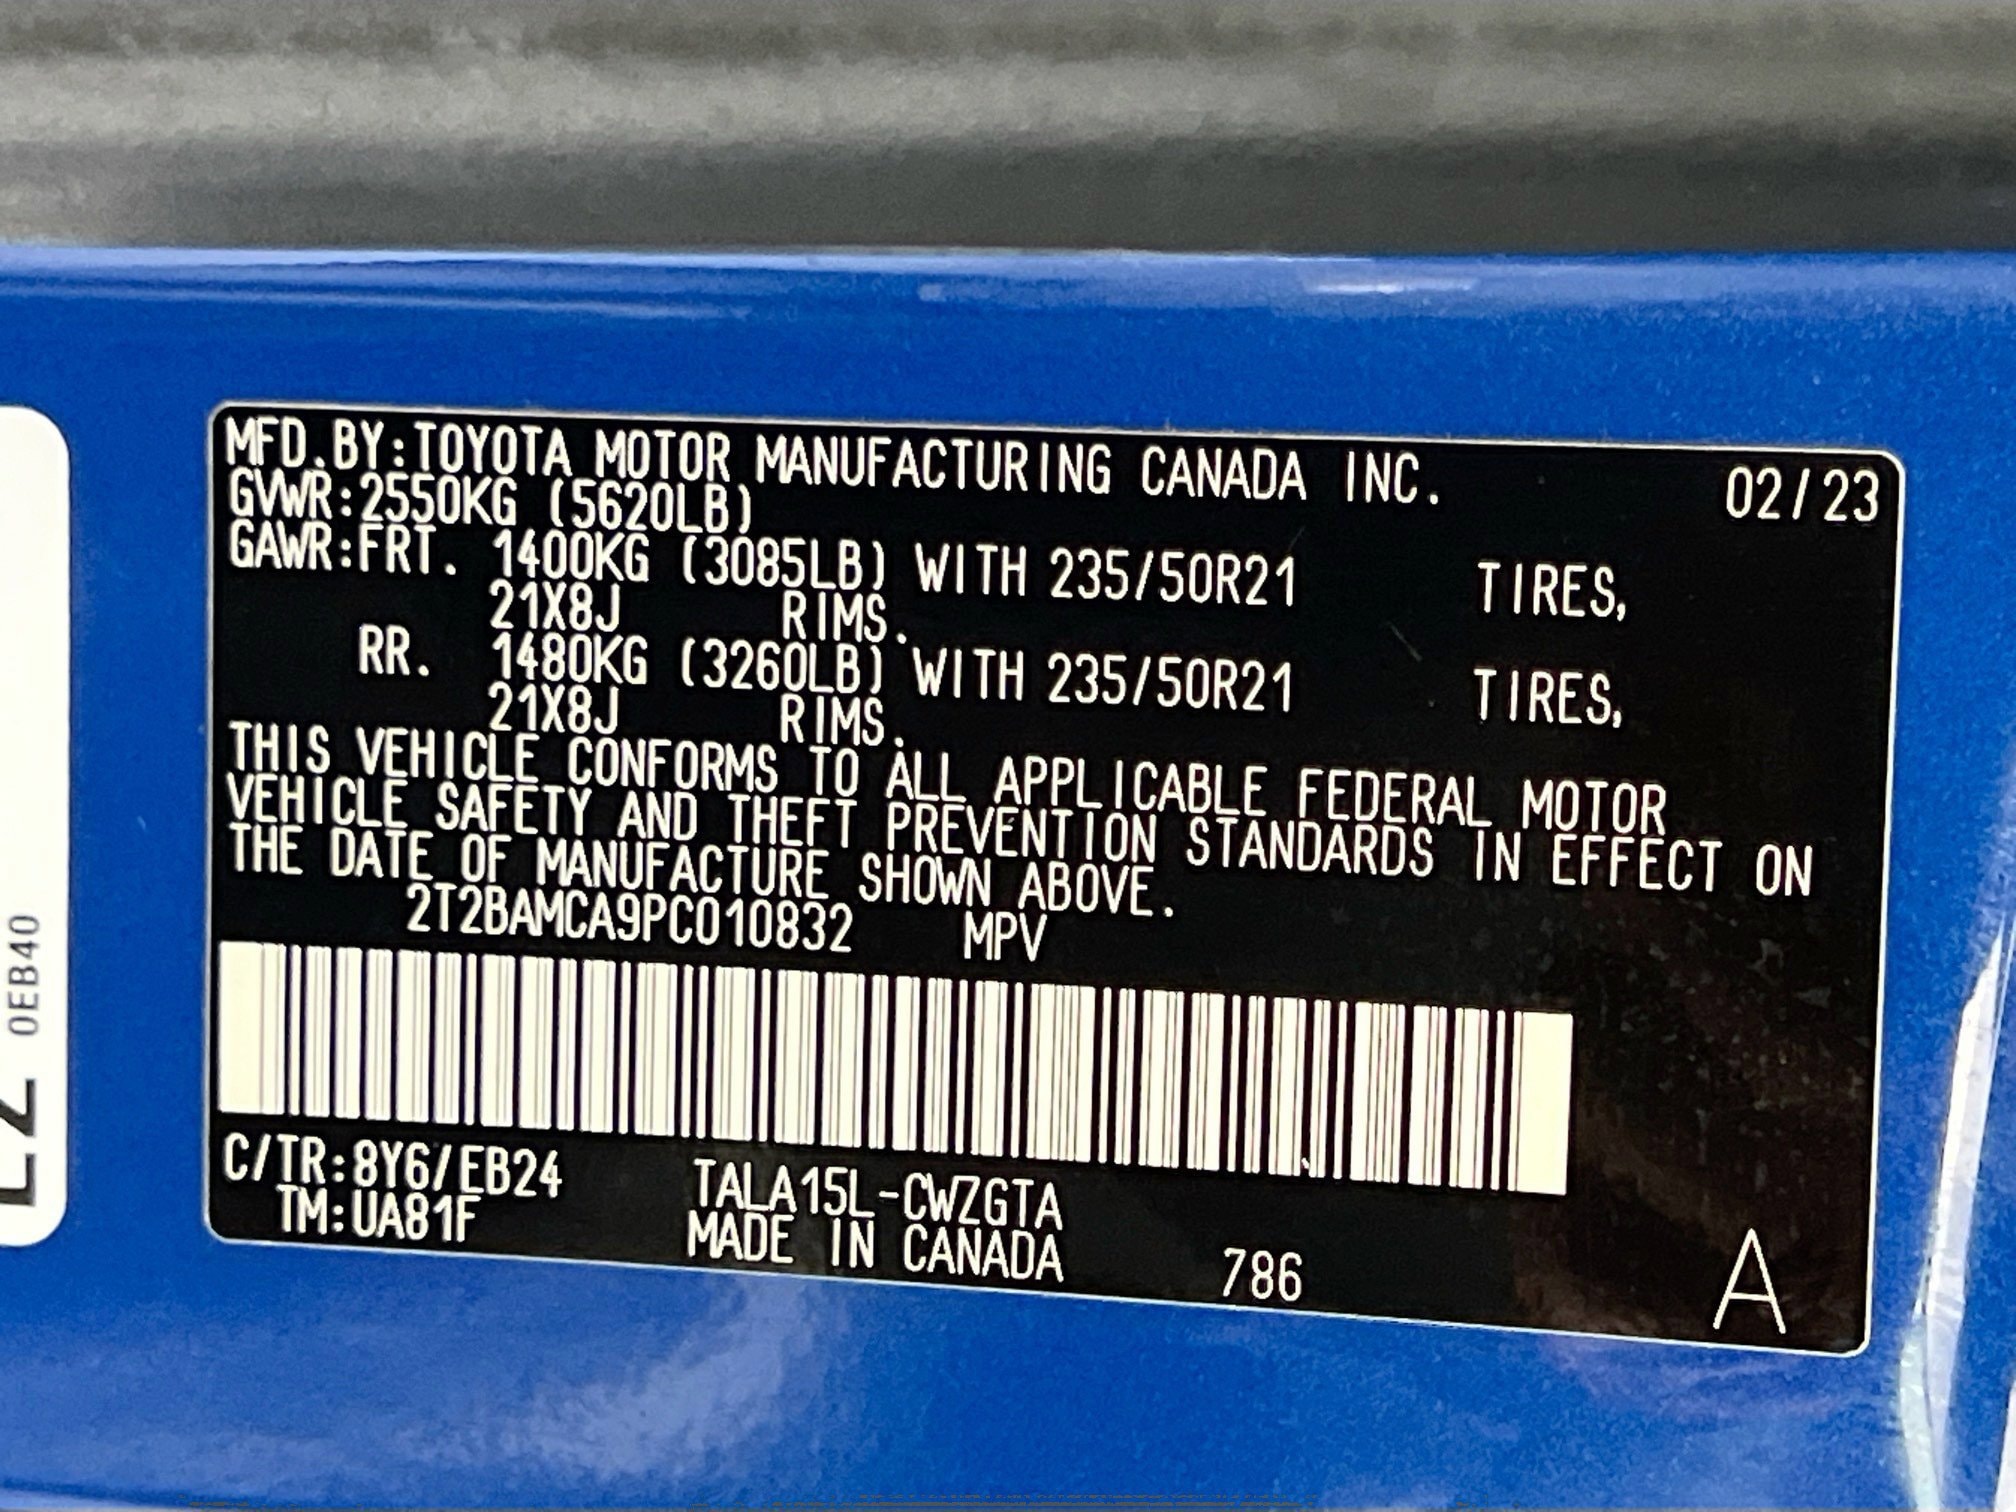 MFD.BY:TOYOTA MOTOR MANUFACTURING CANADA INC. 02/23
GVWR:2550KG (5620LB)
GAWR:FRT. 1400KG (3085LB) WITH 235/50R21 TIRES,
21X8J RIMS.
RR. 1480KG (3260LB) WITH 235/50R21 TIRES,
21X8J RIMS.
THIS VEHICLE CONFORMS TO ALL APPLICABLE FEDERAL MOTOR
VEHICLE SAFETY AND THEFT PREVENTION STANDARDS IN EFFECT ON
THE DATE OF MANUFACTURE SHOWN ABOVE.
2T2BAMCA9PC010832 MPV
C/TR:8Y6/EB24 TALA15L-CWZGTA
TM:UA81F MADE IN CANADA 786 A
0EB40